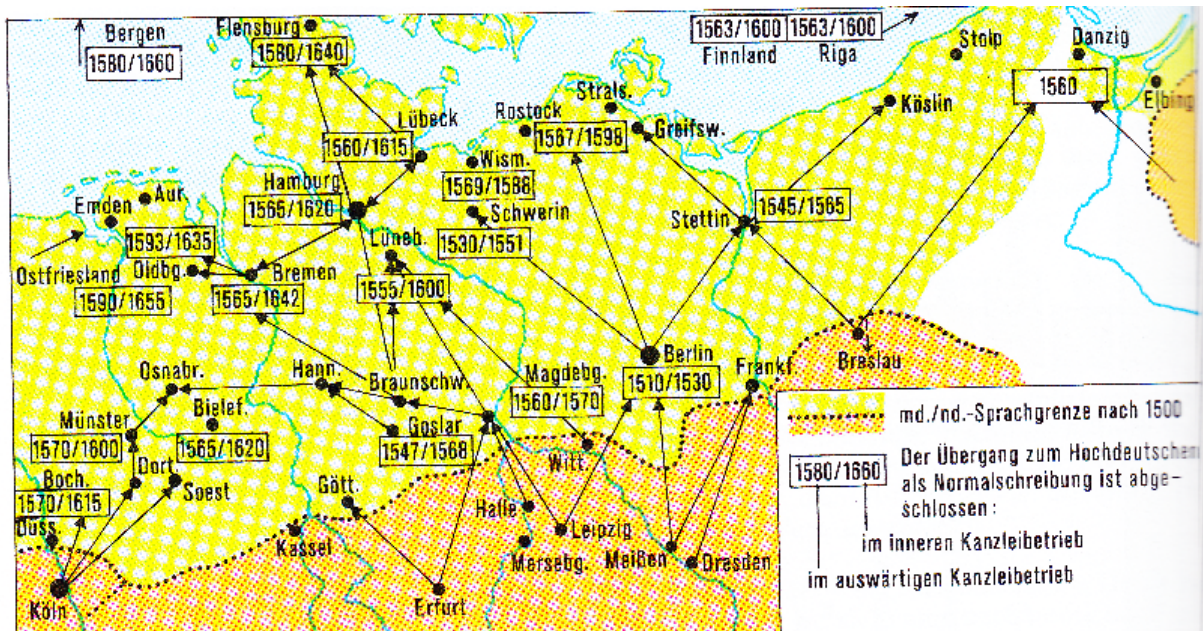 Bergen
1580/1660
Flensburg
1580/1640
1563/1600
1563/1600
Finnland
Riga
Stolp
Danzig
1560
Elbing
Köslin
Strals.
Rostock
1567/1598
Greifsw.
Lübeck
1560/1615
Wism.
1569/1588
Hamburg
1565/1620
Schwerin
1530/1551
Stettin
1545/1565
Aur.
Emden
1593/1635
Ostfriesland
Oldbg.
1590/1655
Bremen
1565/1642
Lüneb.
1555/1600
Berlin
1510/1530
Frankf.
Breslau
Magdebg.
1560/1570
Osnabr.
Hann.
Braunschw.
Münster
1570/1600
Bielef.
1565/1620
Goslar
1547/1568
Witt.
Dort
Boch.
1570/1615
Soest
Düss.
Gött.
Halle
Leipzig
Kassel
Mersebg.
Meißen
Dresden
Köln
Erfurt
md./nd.-Sprachgrenze nach 1500
1580/1660
Der Übergang zum Hochdeutschen
als Normalschreibung ist abge-
schlossen:
im inneren Kanzleibetrieb
im auswärtigen Kanzleibetrieb